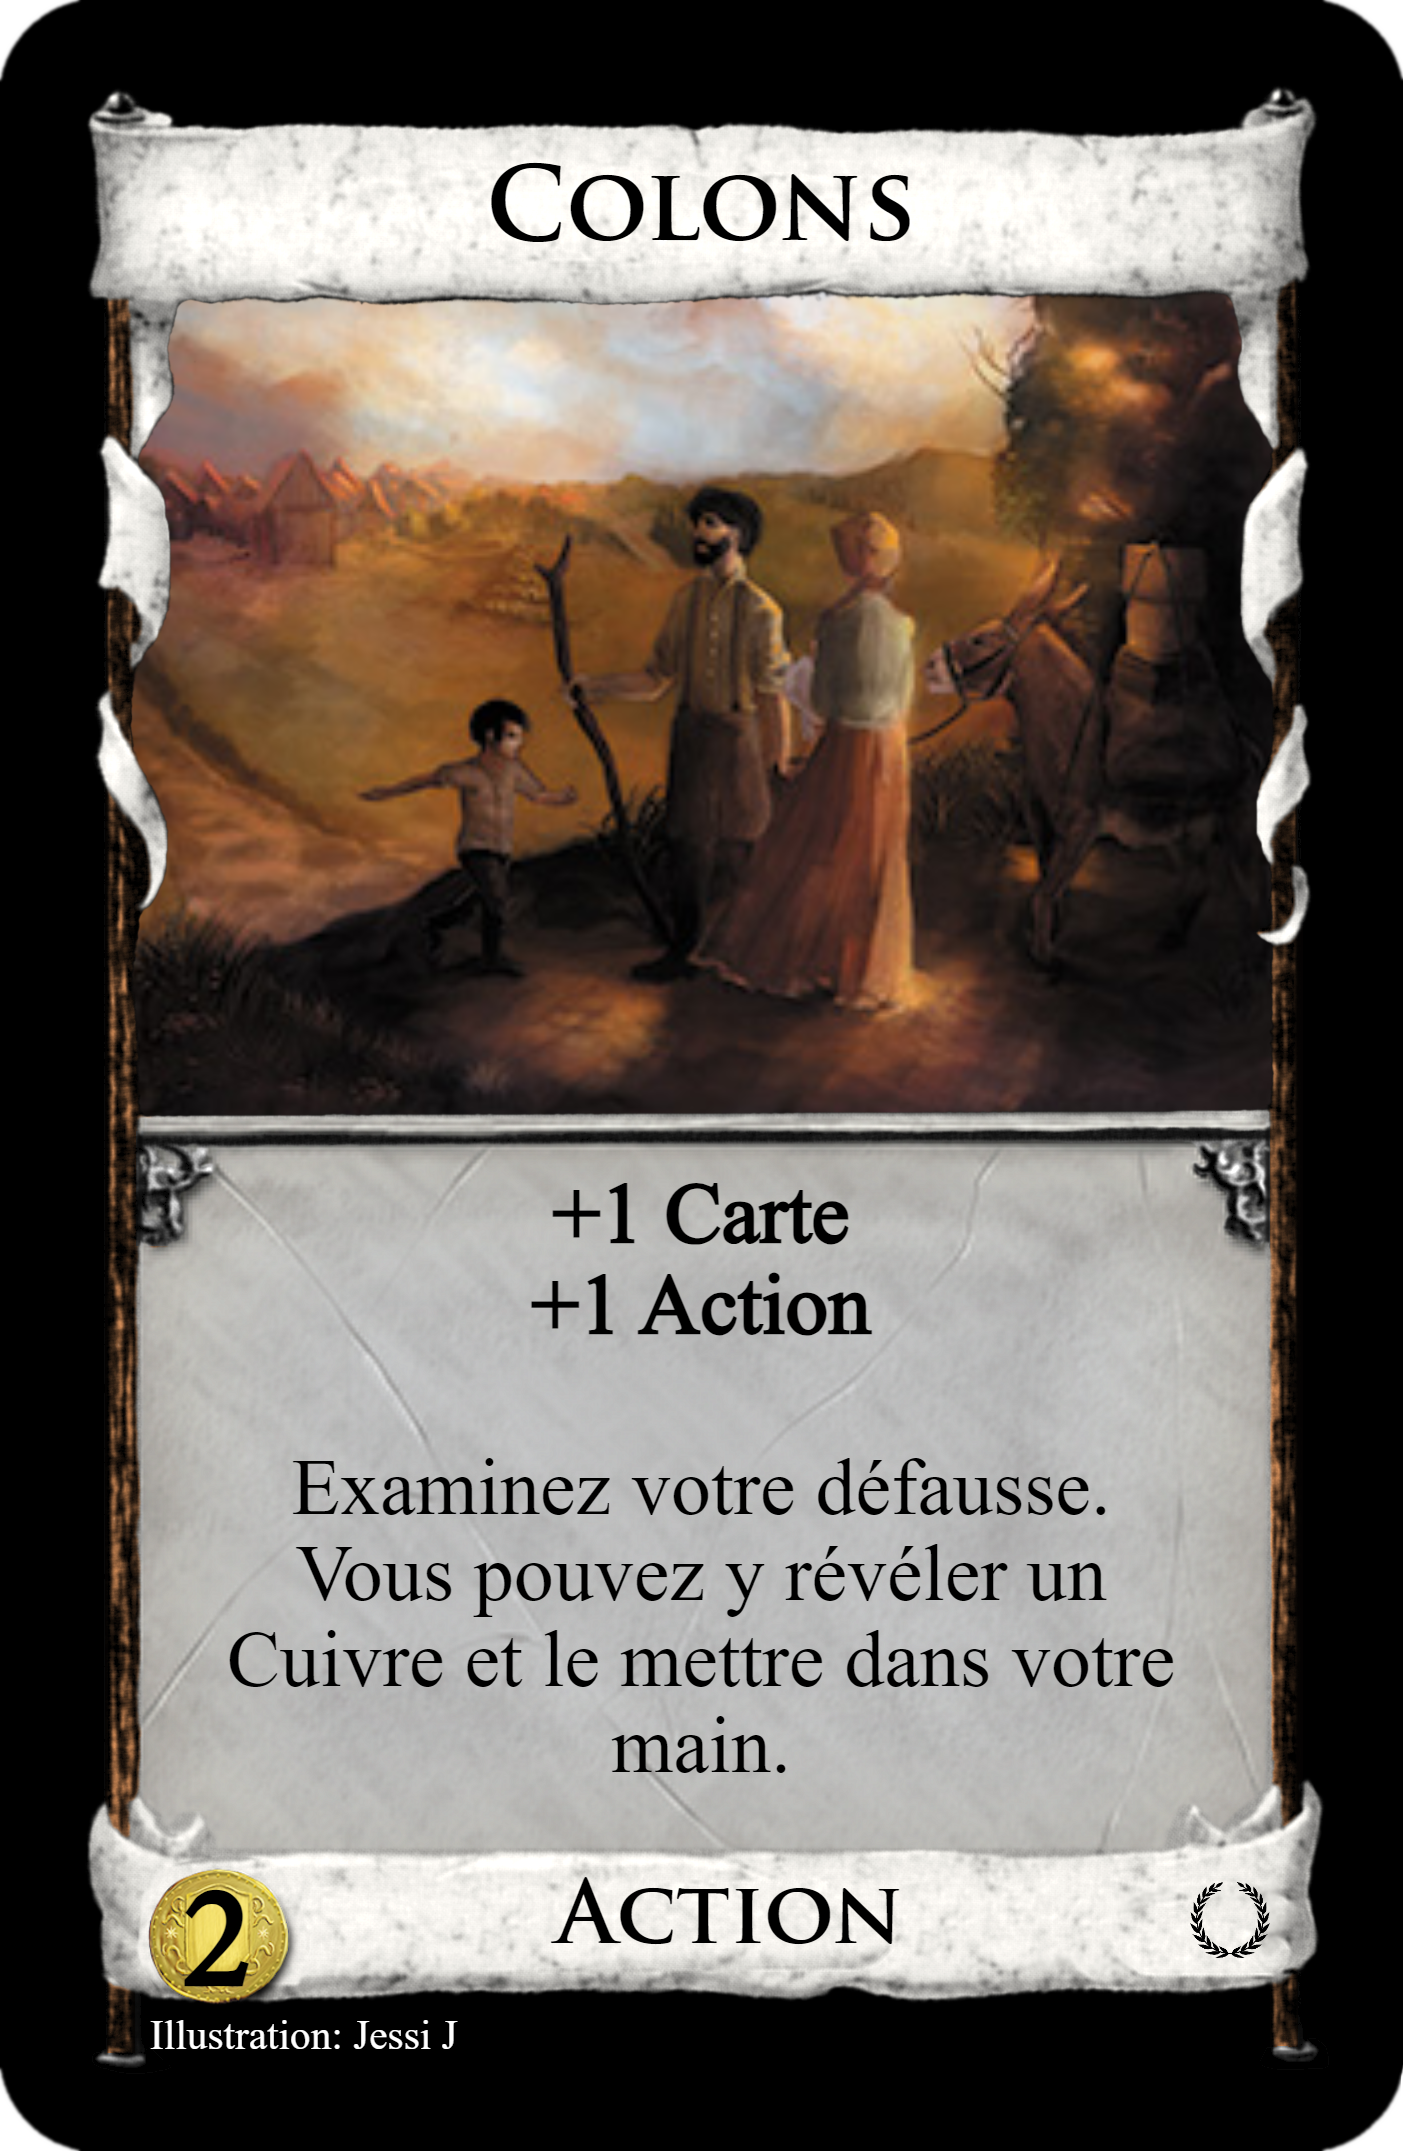 Colons
+1 Carte
+1 Action
Examinez votre défausse.
Vous pouvez y révéler un
Cuivre et le mettre dans votre
main.
2
Action
Illustration: Jessi J